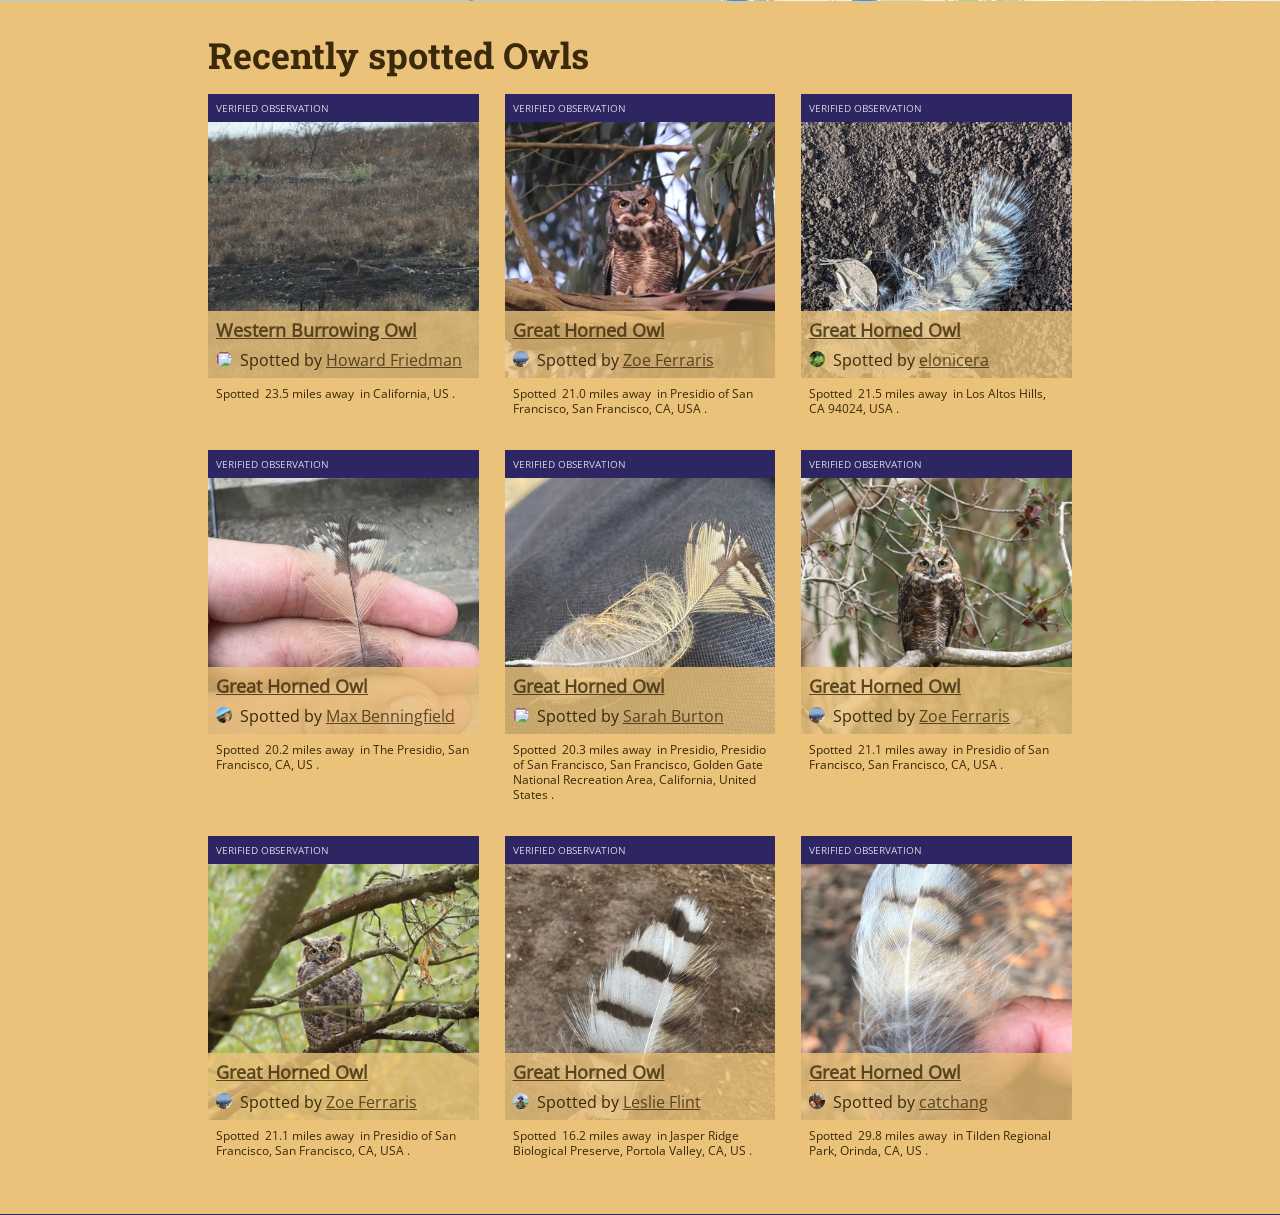 Recently spotted Owls
VERIFIED OBSERVATION
Western Burrowing Owl
Spotted by Howard Friedman
Spotted 23.5 miles away in California, US .
VERIFIED OBSERVATION
Great Horned Owl
Spotted by Zoe Ferraris
Spotted 21.0 miles away in Presidio of San
Francisco, San Francisco, CA, USA .
VERIFIED OBSERVATION
Great Horned Owl
Spotted by elonicera
Spotted 21.5 miles away in Los Altos Hills,
CA 94024, USA .
VERIFIED OBSERVATION
Great Horned Owl
Spotted by Max Benningfield
Spotted 20.2 miles away in The Presidio, San
Francisco, CA, US .
VERIFIED OBSERVATION
Great Horned Owl
Spotted by Sarah Burton
Spotted 20.3 miles away in Presidio, Presidio
of San Francisco, San Francisco, Golden Gate
National Recreation Area, California, United
States .
VERIFIED OBSERVATION
Great Horned Owl
Spotted by Zoe Ferraris
Spotted 21.1 miles away in Presidio of San
Francisco, San Francisco, CA, USA .
VERIFIED OBSERVATION
Great Horned Owl
Spotted by Zoe Ferraris
Spotted 21.1 miles away in Presidio of San
Francisco, San Francisco, CA, USA .
VERIFIED OBSERVATION
Great Horned Owl
Spotted by Leslie Flint
Spotted 16.2 miles away in Jasper Ridge
Biological Preserve, Portola Valley, CA, US .
VERIFIED OBSERVATION
Great Horned Owl
Spotted by catchang
Spotted 29.8 miles away in Tilden Regional
Park, Orinda, CA, US .